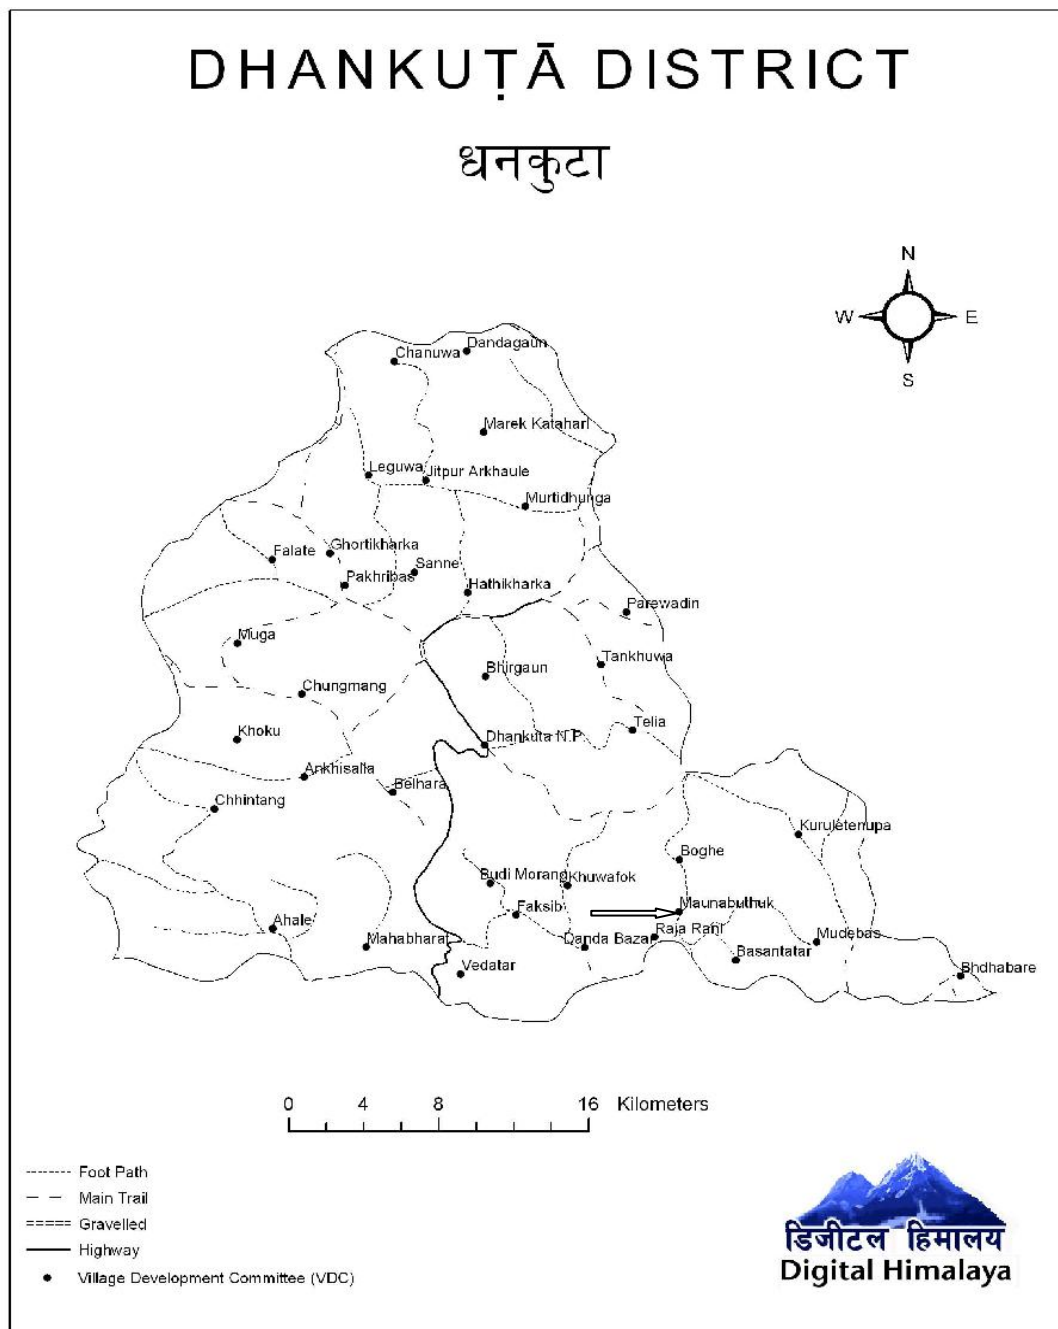 DHANKUṬĀ DISTRICT
धनकुटा
N
W E
S
Dandagaun
Chanuwa
Marek Katahari
Leguwa
Jitpur Arkhaule
Murtidhunga
Ghortikharka
Falate
Sanne
Pakhribas
Hathikharka
Parewadin
Muga
Tankhuwa
Bhirgaun
Chungmang
Telia
Khoku
Dhankuta N.P.
Ankhisalla
Belhara
Chhintang
Kuruletenupa
Boghe
Budi Morang
Khuwafok
Maunabuthuk
Faksib
Ahale
Raja Rani
Mudebas
Mahabharat
Danda Bazar
Basantatar
Vedatar
Bhdhabare
0 4 8 16 Kilometers
Foot Path
Main Trail
Gravelled
Highway
Village Development Committee (VDC)
डिजीटल हिमालय
Digital Himalaya